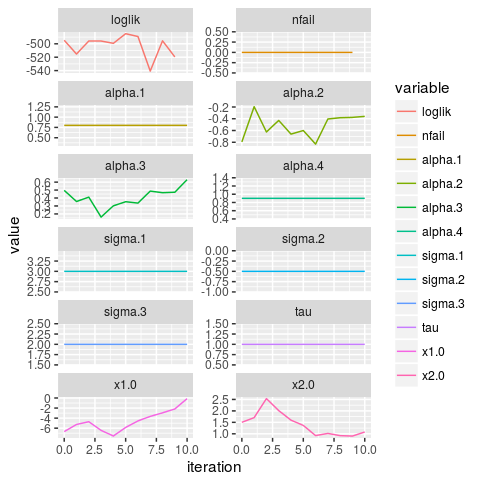 loglik
nfail
-500
-520
-540
0.50
0.25
0.00
-0.25
-0.50
alpha.1
alpha.2
1.25
1.00
0.75
0.50
-0.2
-0.4
-0.6
-0.8
alpha.3
alpha.4
0.6
0.5
0.4
0.3
0.2
1.4
1.2
1.0
0.8
0.6
0.4
sigma.1
sigma.2
3.25
3.00
2.75
2.50
0.00
-0.25
-0.50
-0.75
-1.00
sigma.3
tau
2.50
2.25
2.00
1.75
1.50
1.50
1.25
1.00
0.75
0.50
x1.0
x2.0
0
-2
-4
-6
2.5
2.0
1.5
1.0
0.0
2.5
5.0
7.5
10.0
0.0
2.5
5.0
7.5
10.0
iteration
value
variable
loglik
nfail
alpha.1
alpha.2
alpha.3
alpha.4
sigma.1
sigma.2
sigma.3
tau
x1.0
x2.0